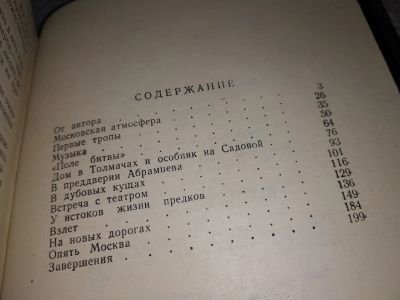 СОДЕРЖАНИЕ
От автора 3
Московская атмосфера 26
Первые тропы 35
Музыка 50
«Поле битвы» 64
Дом в Толмачах и особняк на Садовой 76
В преддверии Абрамцева 93
В дубовых кущах 101
Встреча с театром 116
У истоков жизни предков 129
Взлет 136
На новых дорогах 149
Опять Москва 184
Завершения 199